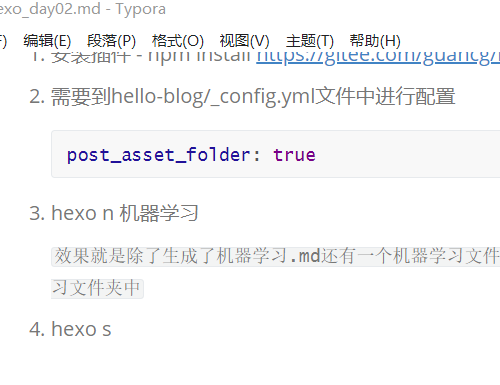 exo_day02.md - Typora
F) 编辑(E) 段落(P) 格式(O) 视图(V) 主题(T) 帮助(H)
1. 安装插件 - npm install https://gitee.com/guancg/
2. 需要到hello-blog/_config.yml文件中进行配置
post_asset_folder: true
3. hexo n 机器学习
效果就是除了生成了机器学习.md还有一个机器学习文件
习文件夹中
4. hexo s